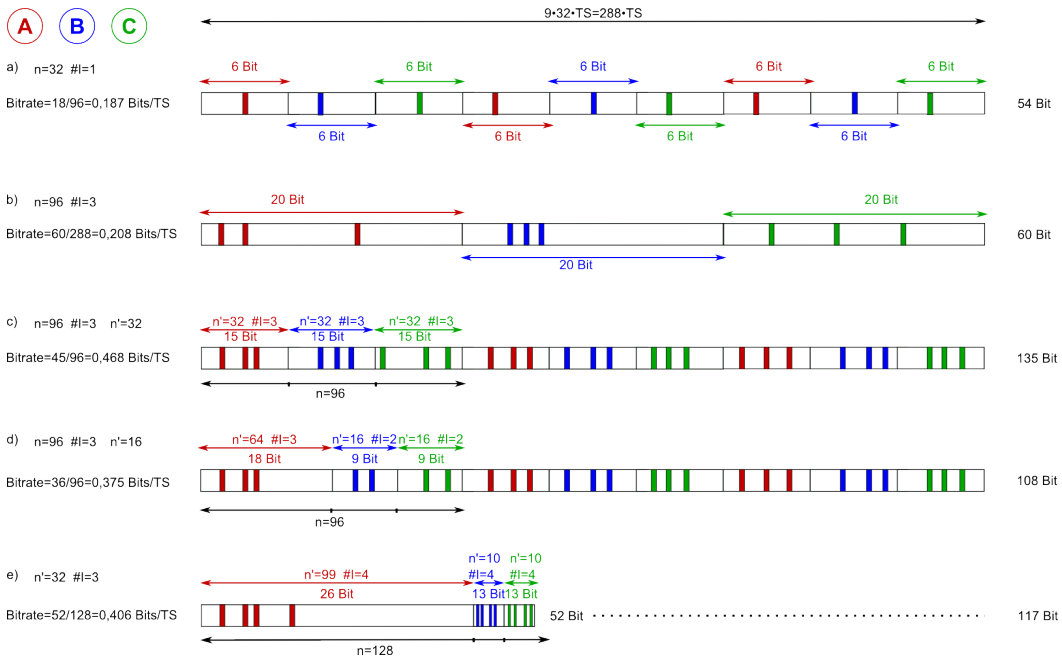 A B C
9•32•TS=288•TS
a) n=32 #I=1
6 Bit 6 Bit 6 Bit 6 Bit 6 Bit
Bitrate=18/96=0,187 Bits/TS
54 Bit
6 Bit 6 Bit 6 Bit 6 Bit
b) n=96 #I=3
20 Bit 20 Bit
Bitrate=60/288=0,208 Bits/TS
60 Bit
20 Bit
c) n=96 #I=3 n'=32
n'=32 #I=3 n'=32 #I=3 n'=32 #I=3
15 Bit 15 Bit 15 Bit
Bitrate=45/96=0,468 Bits/TS
135 Bit
n=96
d) n=96 #I=3 n'=16
n'=64 #I=3 n'=16 #I=2 n'=16 #I=2
18 Bit 9 Bit 9 Bit
Bitrate=36/96=0,375 Bits/TS
108 Bit
n=96
e) n'=32 #I=3
n'=99 #I=4 n'=10 #I=4 n'=10 #I=4
26 Bit 13 Bit 13 Bit
Bitrate=52/128=0,406 Bits/TS
52 Bit
117 Bit
n=128